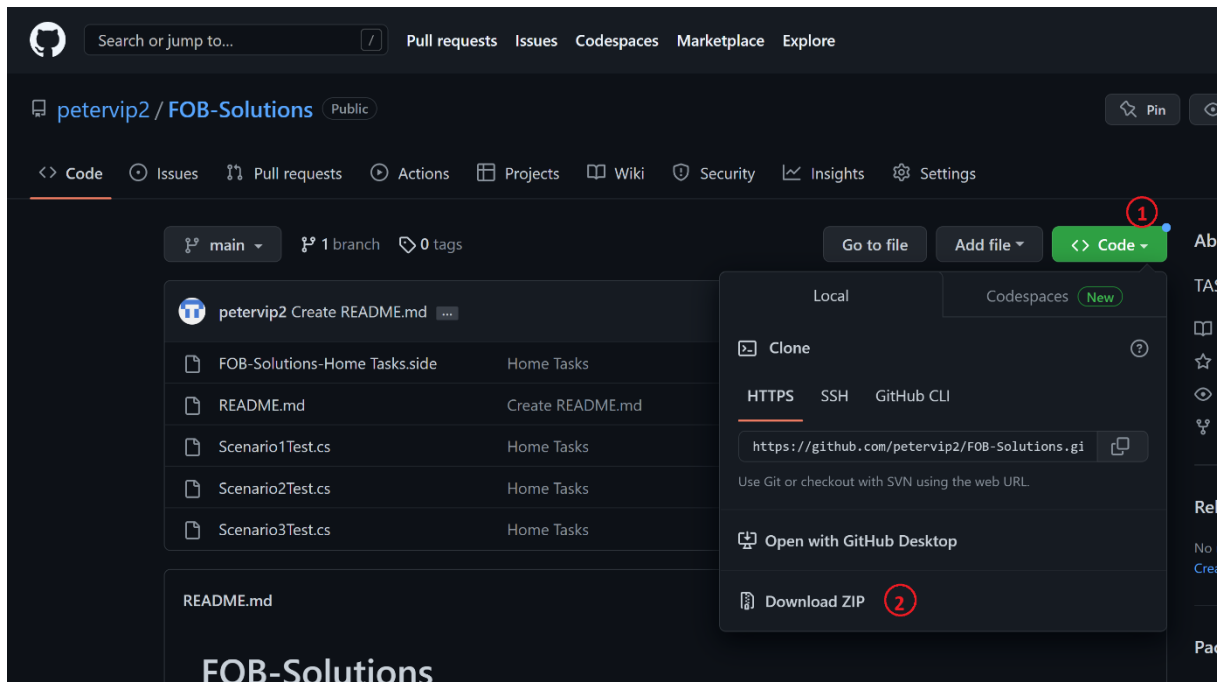 Search or jump to... /
Pull requests Issues Codespaces Marketplace Explore
petervip2 / FOB-Solutions Public
Pin
<> Code Issues Pull requests Actions Projects Wiki Security Insights Settings
1
main 1 branch 0 tags Go to file Add file <> Code
Ab
Local Codespaces New
TAS
petervip2 Create README.md ...
Clone
FOB-Solutions-Home Tasks.side Home Tasks
HTTPS SSH GitHub CLI
README.md Create README.md
https://github.com/petervip2/FOB-Solutions.gi
Scenario1Test.cs Home Tasks
Use Git or checkout with SVN using the web URL.
Scenario2Test.cs Home Tasks
Rel
Scenario3Test.cs Home Tasks
Open with GitHub Desktop
No
Crea
README.md
Download ZIP 2
Pac
FOB-Solutions